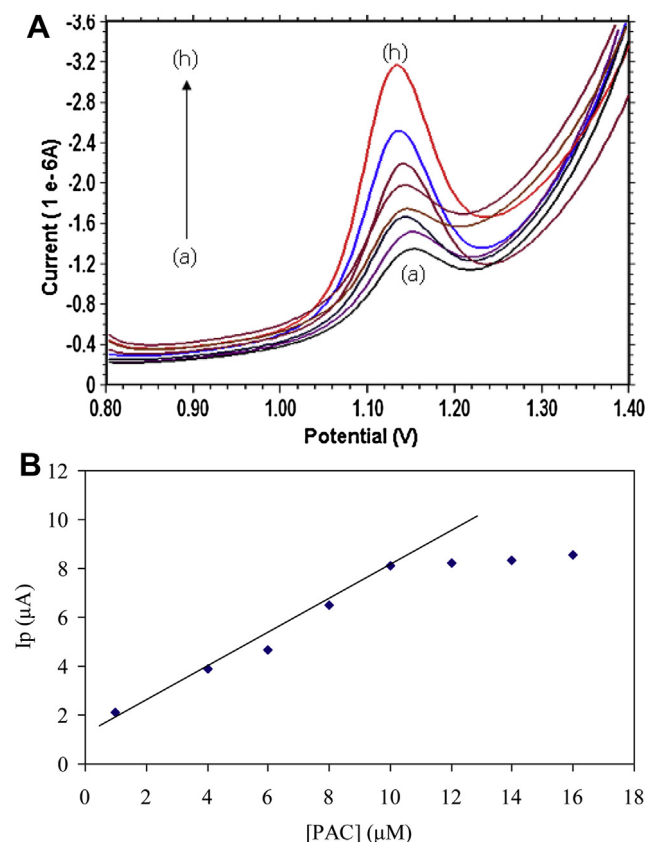 A
-3.6
-3.2
-2.8
-2.4
-2.0
-1.6
-1.2
-0.8
-0.4
0
Current ( 1 e- 6A)
(h)
(a)
(h)
(a)
0.80 0.90 1.00 1.10 1.20 1.30 1.40
Potential (V)
B
12
10
8
6
4
2
0
Ip (µA)
0 2 4 6 8 10 12 14 16 18
[PAC] (µM)